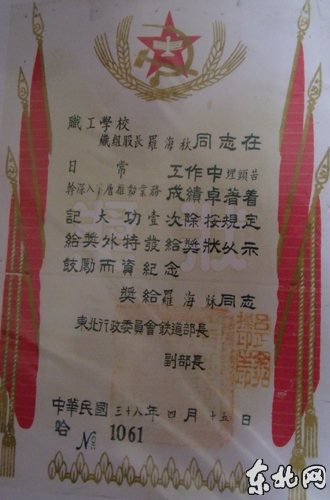 職工學校
織組股長羅海秋同志在
日常工作中埋頭苦
幹深入下層推動業務成績卓著着
記大功壹次除按規定
給獎外特發給獎狀以示
鼓勵而資紀念
獎給羅海秋同志
東北行政委員會鉄道部長
副部長
中華民國三十八年四月十五日
哈 № 1061
东北网